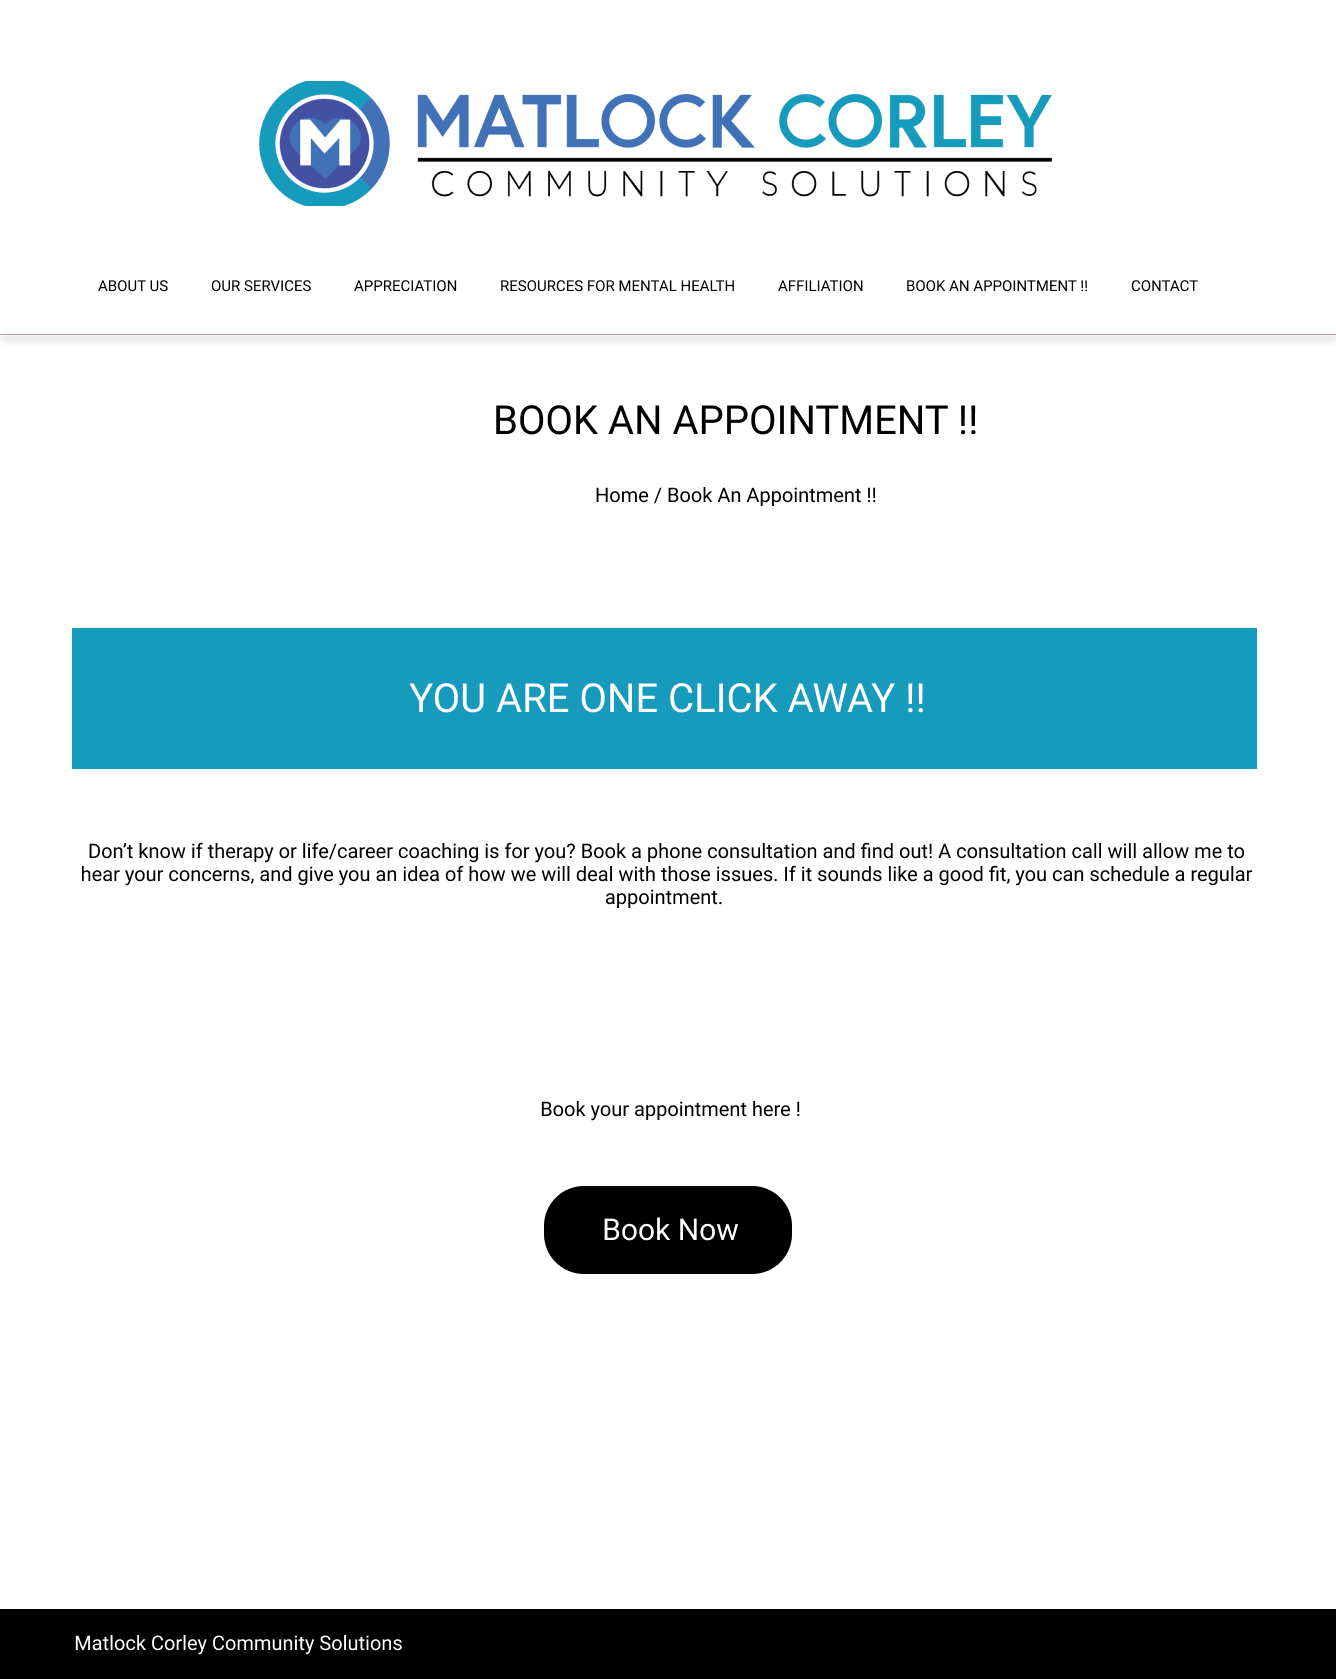 M
MATLOCK CORLEY
COMMUNITY SOLUTIONS
ABOUT US OUR SERVICES APPRECIATION RESOURCES FOR MENTAL HEALTH AFFILIATION BOOK AN APPOINTMENT !! CONTACT
BOOK AN APPOINTMENT !!
Home / Book An Appointment !!
YOU ARE ONE CLICK AWAY !!
Don’t know if therapy or life/career coaching is for you? Book a phone consultation and find out! A consultation call will allow me to
hear your concerns, and give you an idea of how we will deal with those issues. If it sounds like a good fit, you can schedule a regular
appointment.
Book your appointment here !
Book Now
Matlock Corley Community Solutions